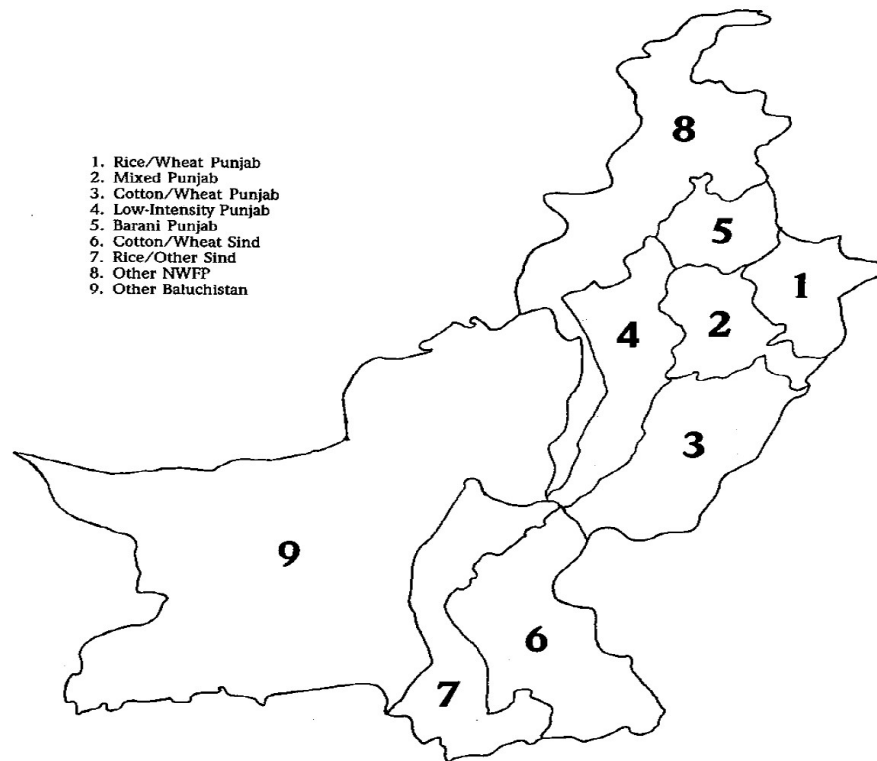 1. Rice/Wheat Punjab
2. Mixed Punjab
3. Cotton/Wheat Punjab
4. Low-Intensity Punjab
5. Barani Punjab
6. Cotton/Wheat Sind
7. Rice/Other Sind
8. Other NWFP
9. Other Baluchistan
8
5
1
2
4
3
9
6
7